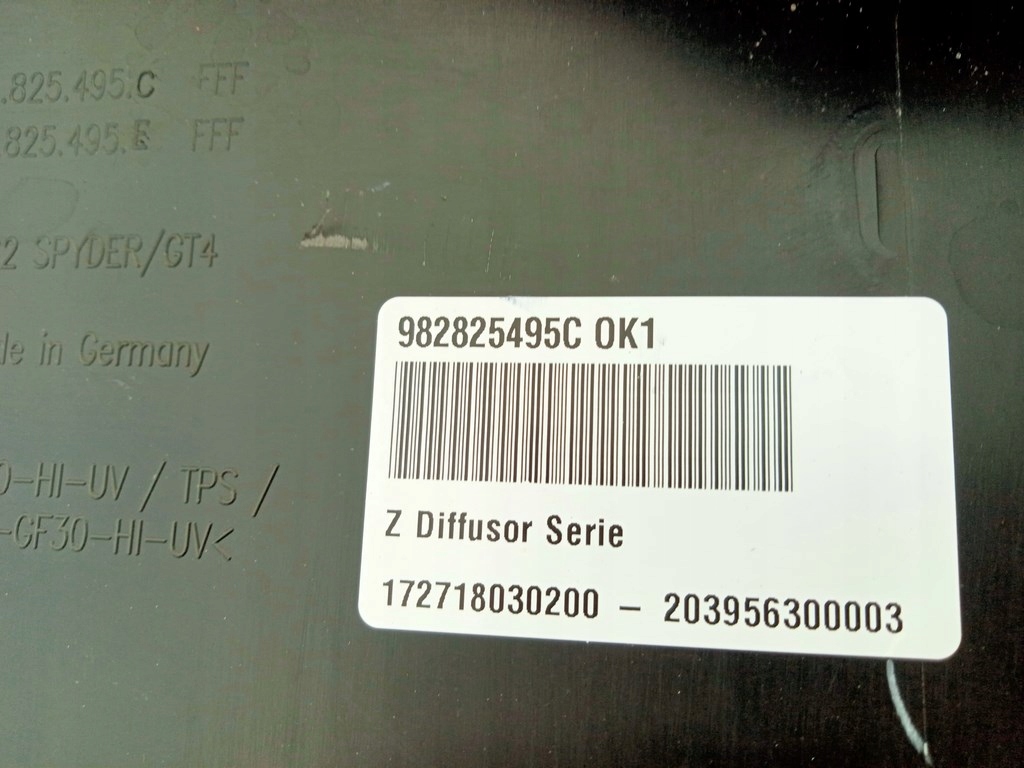 .825.495.C FFF
.825.495.E FFF
2 SPYDER/GT4
de in Germany
0-HI-UV / TPS /
-GF30-HI-UV<
982825495C OK1
Z Diffusor Serie
172718030200 – 203956300003